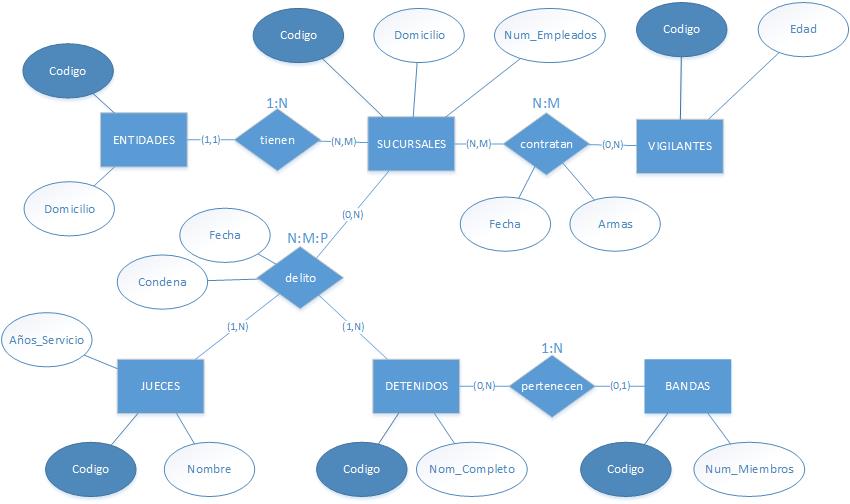 Codigo
Domicilio
Num_Empleados
Codigo
Edad
Codigo
1:N
N:M
ENTIDADES
(1,1)
tienen
(N,M)
SUCURSALES
(N,M)
contratan
(0,N)
VIGILANTES
Domicilio
(0,N)
Fecha
Armas
Fecha
N:M:P
Condena
delito
(1,N)
(1,N)
Años_Servicio
1:N
JUECES
DETENIDOS
(0,N)
pertenecen
(0,1)
BANDAS
Codigo
Nombre
Codigo
Nom_Completo
Codigo
Num_Miembros